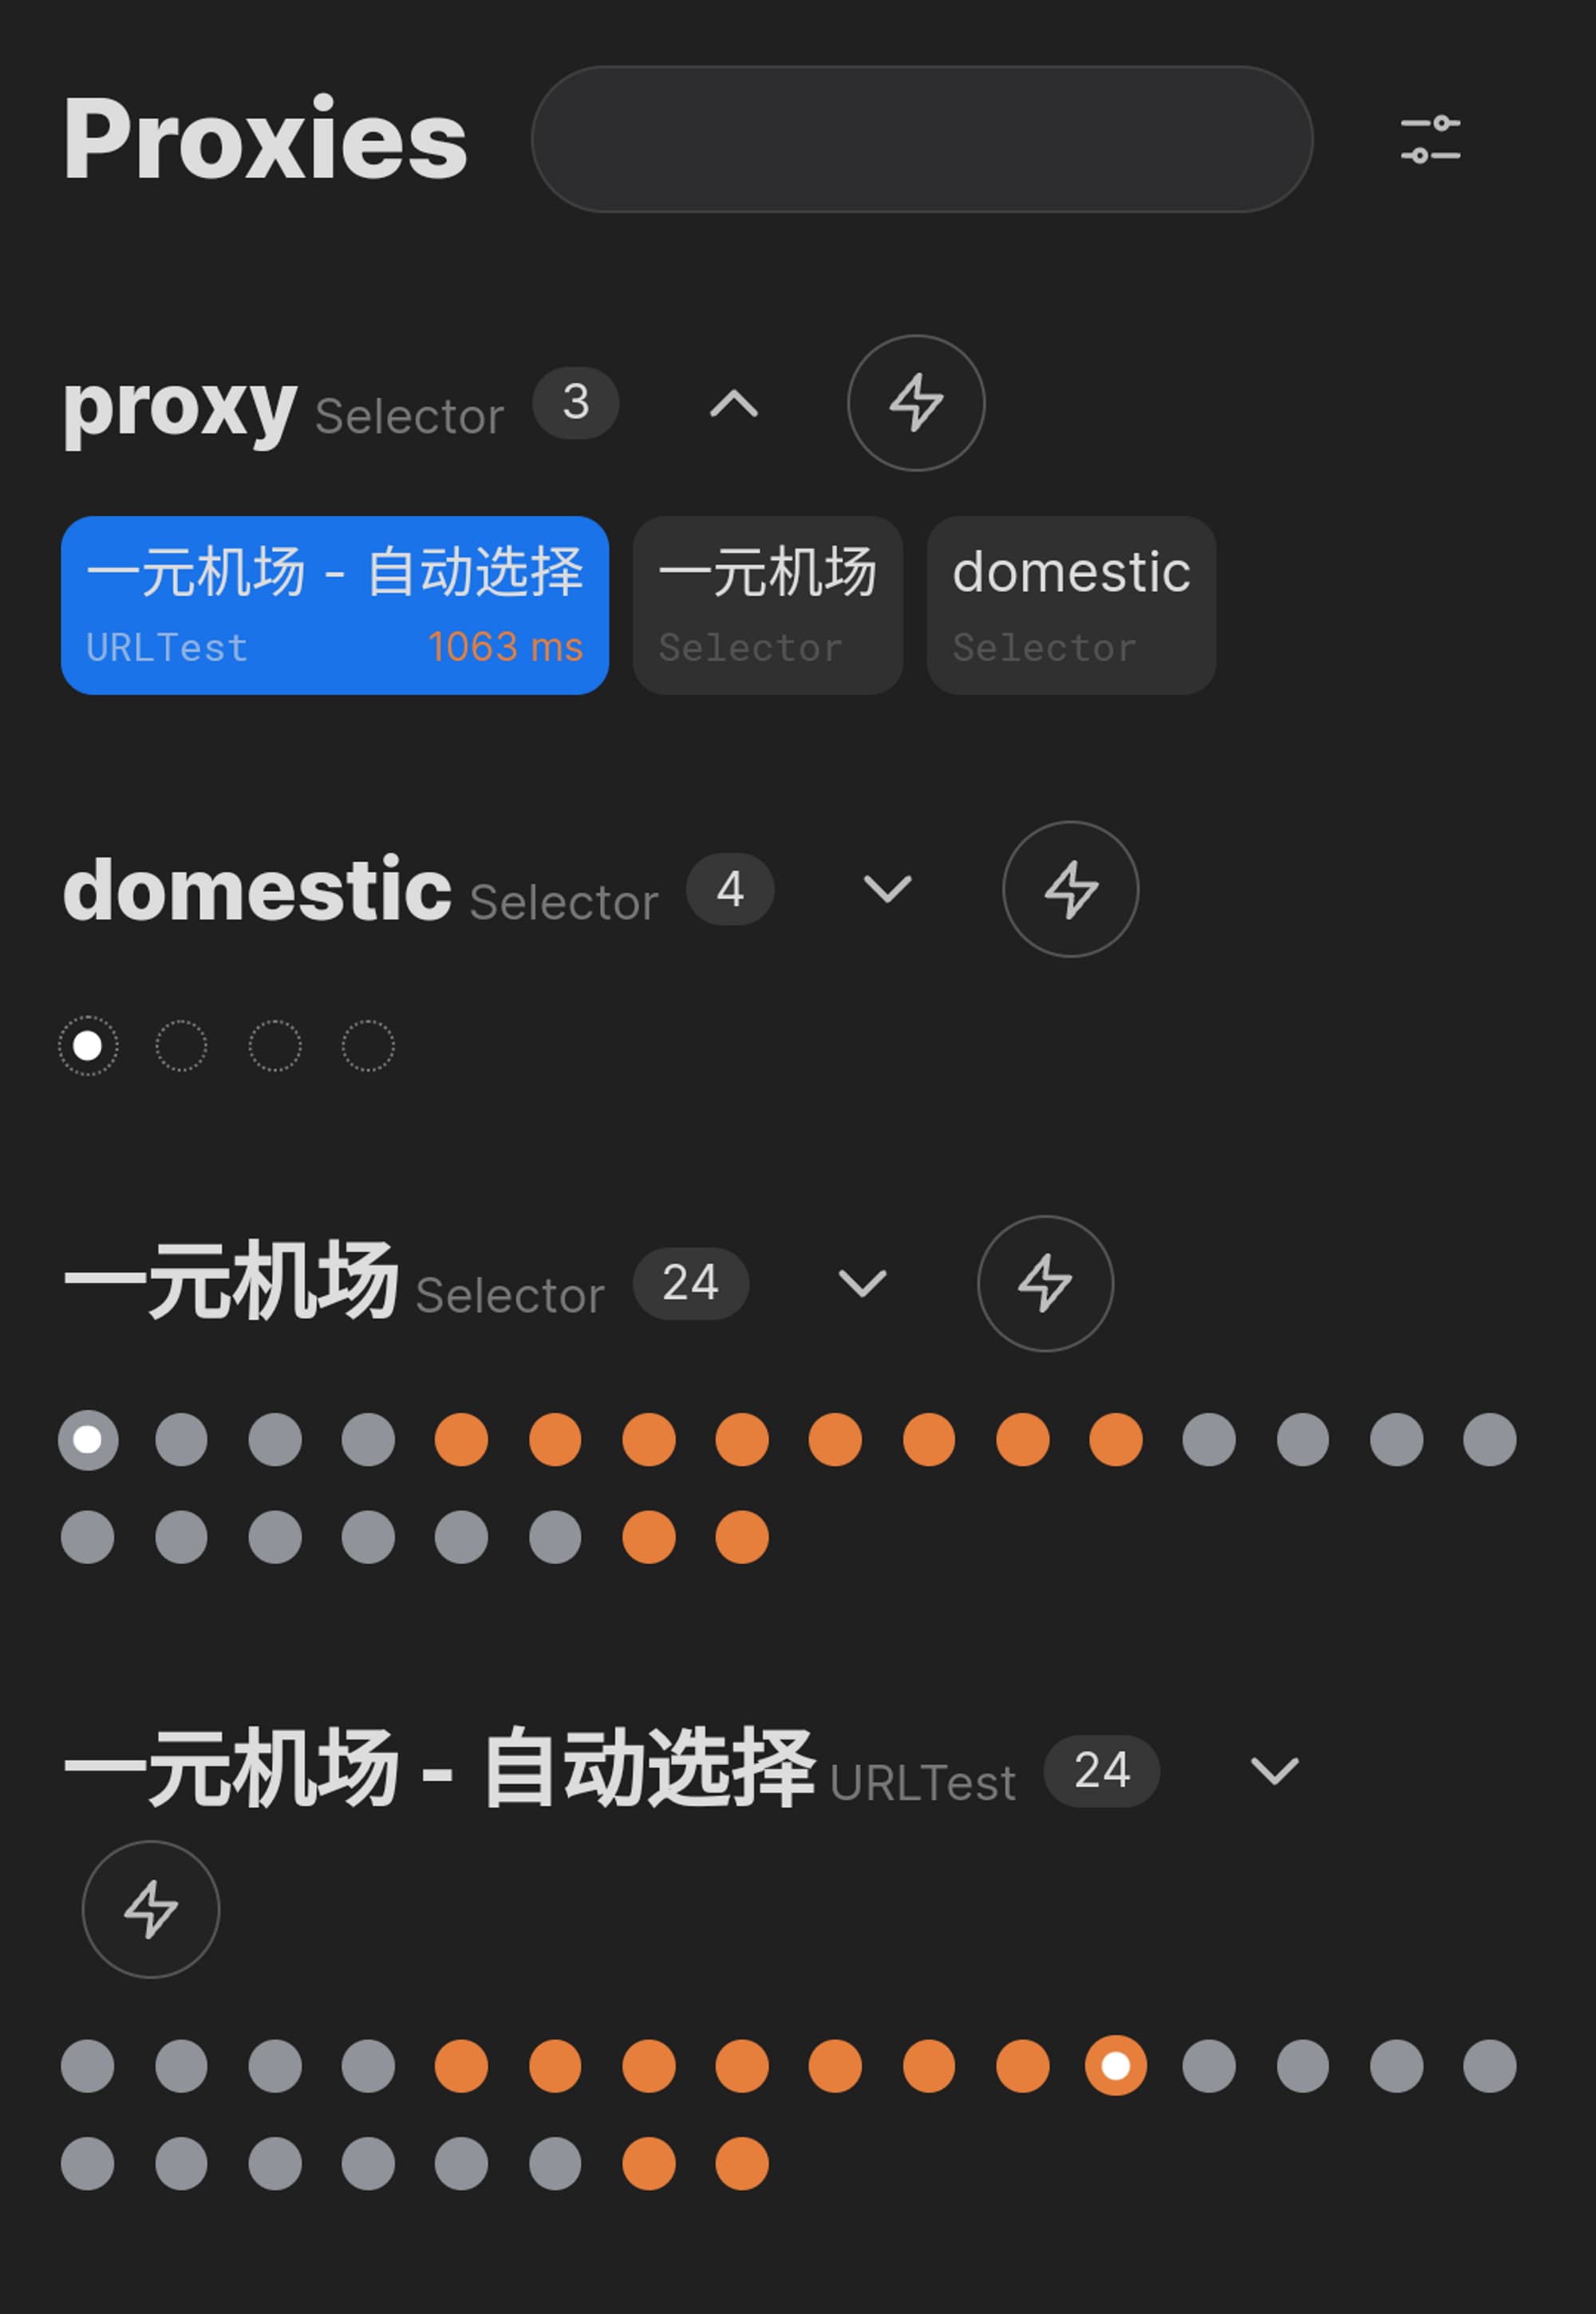 Proxies
proxy Selector 3
一元机场 - 自动选择 一元机场 domestic
URLTest 1063 ms Selector Selector
domestic Selector 4
一元机场 Selector 24
一元机场 - 自动选择 URLTest 24